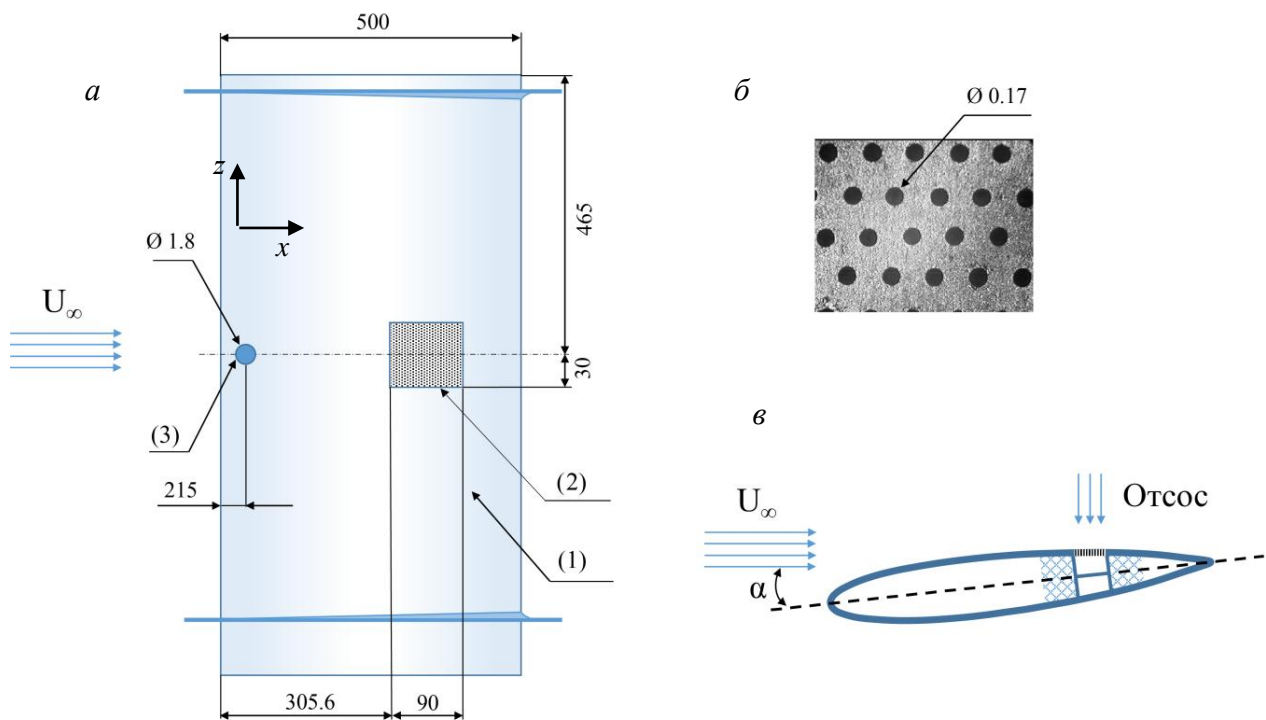 500
а
z
x
465
Ø 1.8
U∞
30
(3)
(2)
215
(1)
305.6
90
б
Ø 0.17
в
U∞
Отсос
α